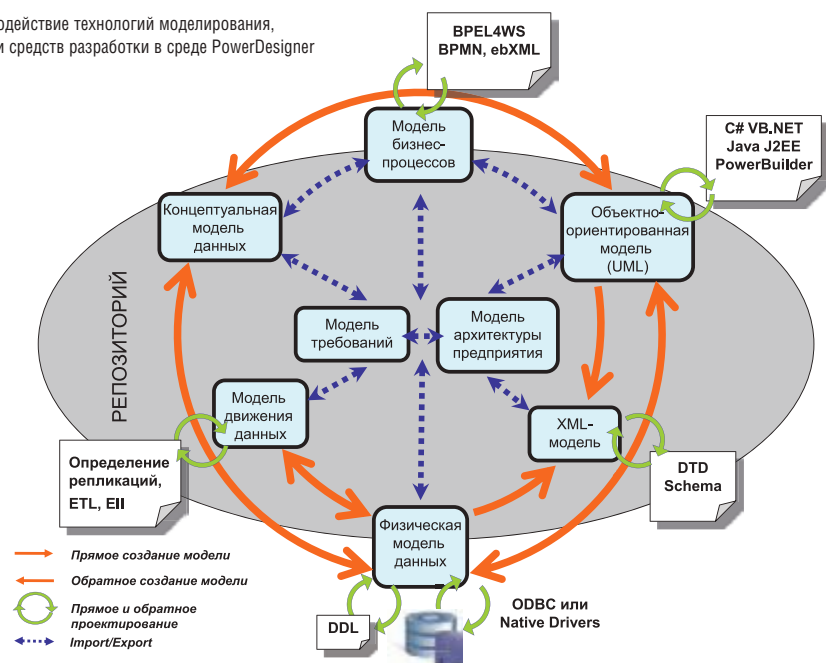 одействие технологий моделирования,
и средств разработки в среде PowerDesigner
BPEL4WS
BPMN, ebXML
C# VB.NET
Java J2EE
PowerBuilder
Модель
бизнес-
процессов
Концептуальная
модель
данных
Объектно-
ориентированная
модель
(UML)
РЕПОЗИТОРИЙ
Модель
требований
Модель
архитектуры
предприятия
Модель
движения
данных
XML-
модель
Определение
репликаций,
ETL, EII
DTD
Schema
Физическая
модель
данных
DDL
ODBC или
Native Drivers
Прямое создание модели
Обратное создание модели
Прямое и обратное
проектирование
Import/Export